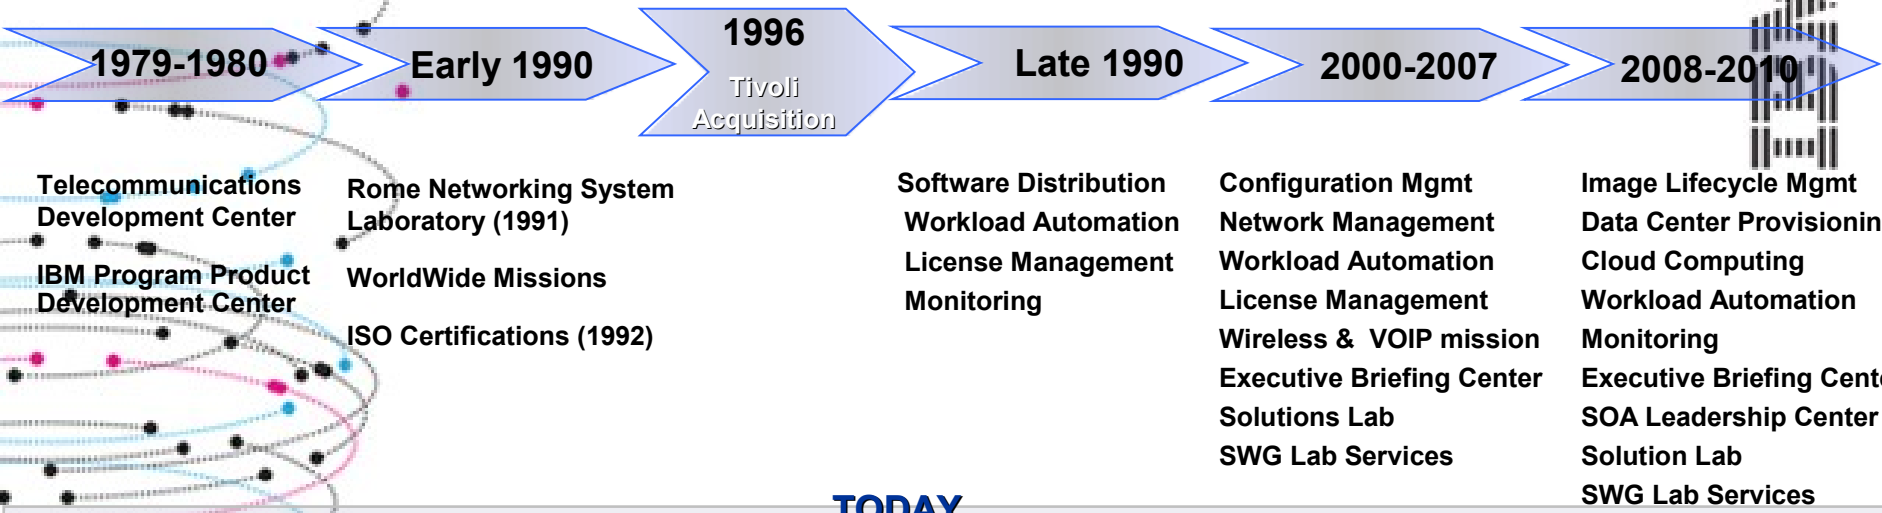 1979-1980
Early 1990
1996
Tivoli
Acquisition
Late 1990
2000-2007
2008-2010
Telecommunications
Development Center
IBM Program Product
Development Center
Rome Networking System
Laboratory (1991)
WorldWide Missions
ISO Certifications (1992)
Software Distribution
Workload Automation
License Management
Monitoring
Configuration Mgmt
Network Management
Workload Automation
License Management
Wireless & VOIP mission
Executive Briefing Center
Solutions Lab
SWG Lab Services
Image Lifecycle Mgmt
Data Center Provisionin
Cloud Computing
Workload Automation
Monitoring
Executive Briefing Cent
SOA Leadership Center
Solution Lab
SWG Lab Services
TODAY